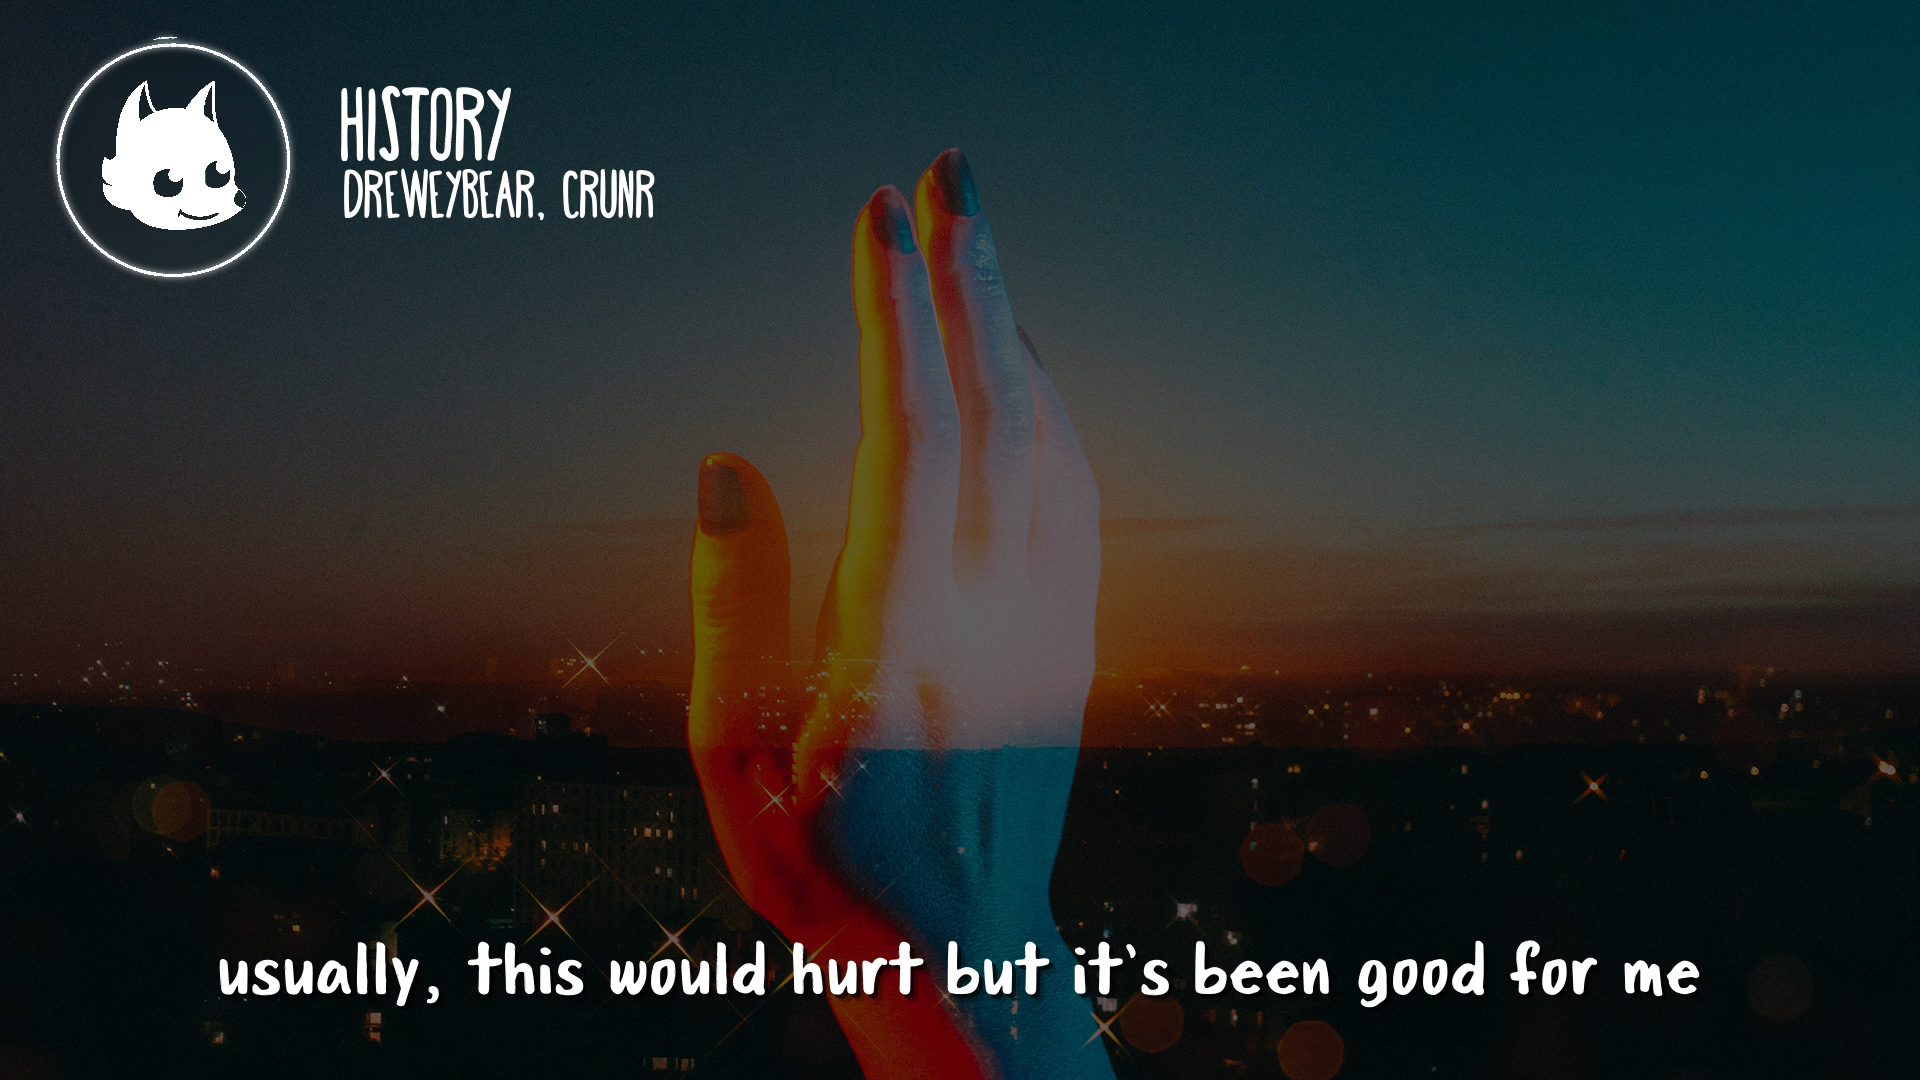 HISTORY
DREWEYBEAR, CRUNR
usually, this would hurt but it's been good for me